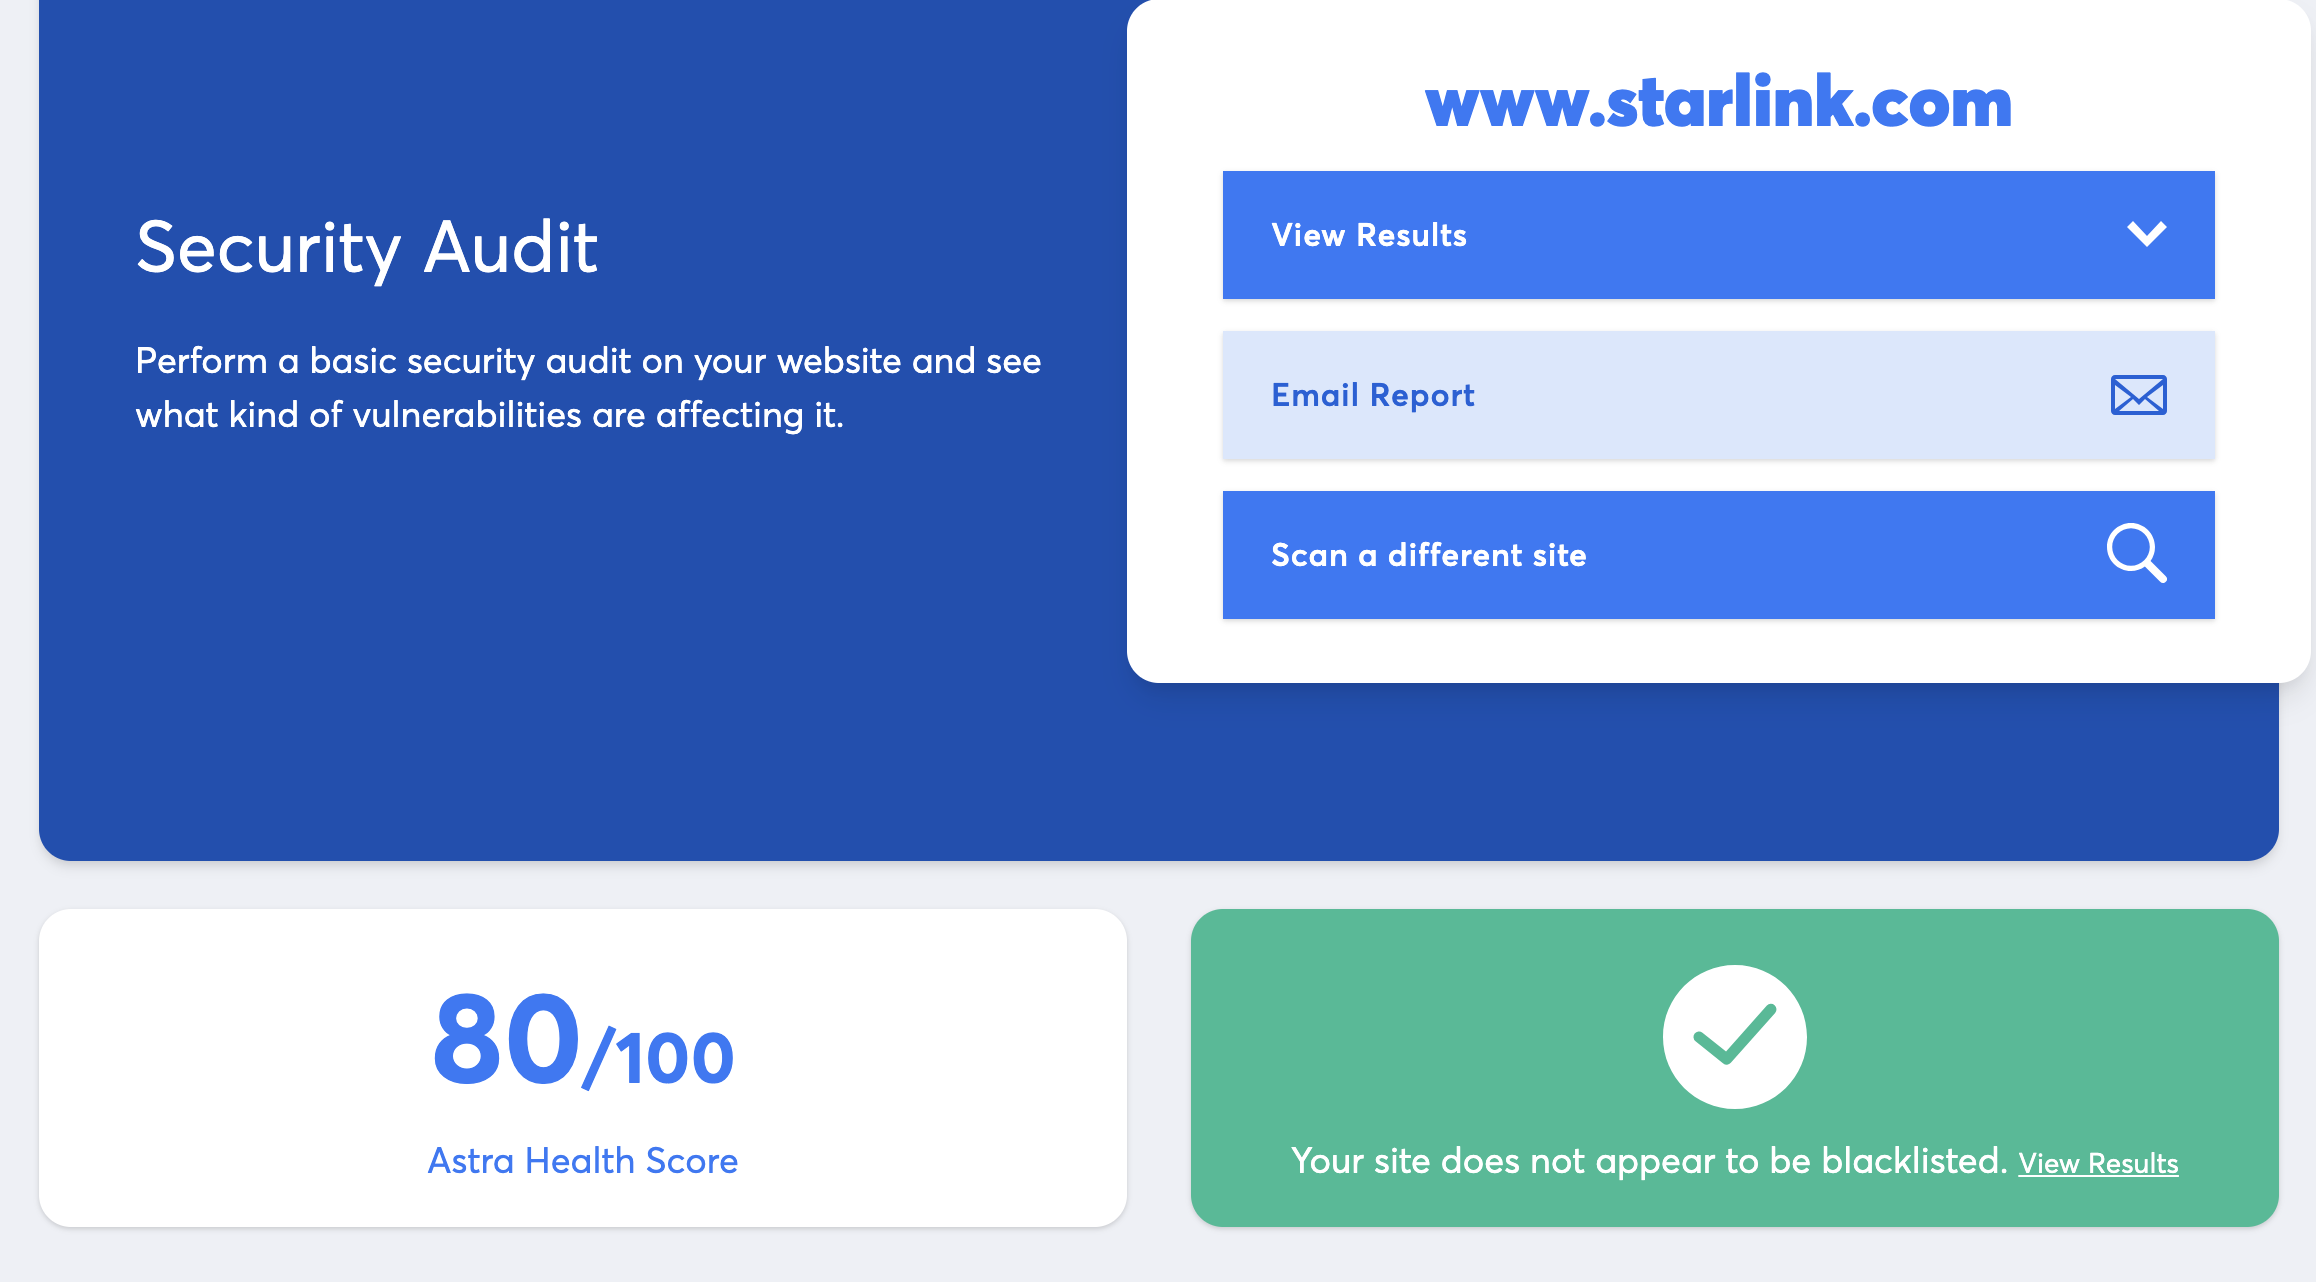 Security Audit
Perform a basic security audit on your website and see
what kind of vulnerabilities are affecting it.
www.starlink.com
View Results
Email Report
Scan a different site
80/100
Astra Health Score
Your site does not appear to be blacklisted. View Results